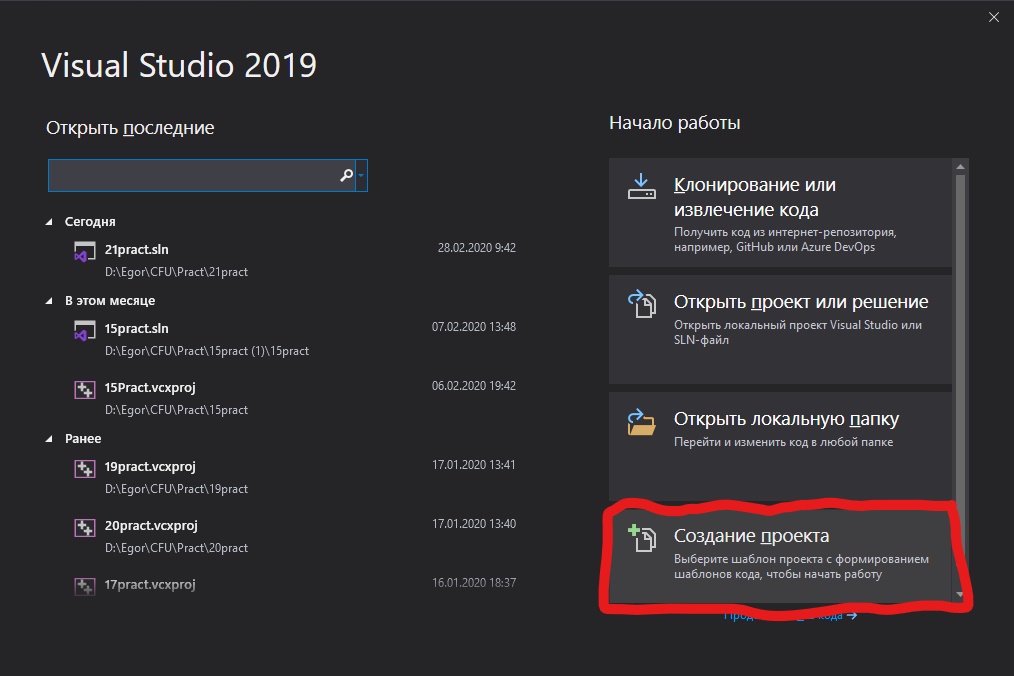 Visual Studio 2019
Открыть последние
Сегодня
21pract.sln
28.02.2020 9:42
D:\Egor\CFU\Pract\21pract
В этом месяце
15pract.sln
07.02.2020 13:48
D:\Egor\CFU\Pract\15pract (1)\15pract
15Pract.vcxproj
06.02.2020 19:42
D:\Egor\CFU\Pract\15pract
Ранее
19pract.vcxproj
17.01.2020 13:41
D:\Egor\CFU\Pract\19pract
20pract.vcxproj
17.01.2020 13:40
D:\Egor\CFU\Pract\20pract
17pract.vcxproj
16.01.2020 18:37
Начало работы
Клонирование или
извлечение кода
Получить код из интернет-репозитория,
например, GitHub или Azure DevOps
Открыть проект или решение
Открыть локальный проект Visual Studio или
SLN-файл
Открыть локальную папку
Перейти и изменить код в любой папке
Создание проекта
Выберите шаблон проекта с формированием
шаблонов кода, чтобы начать работу
кода →